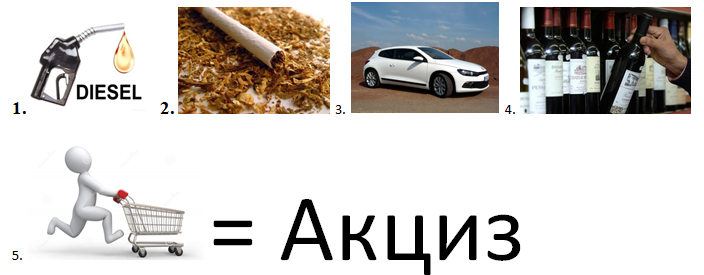 DIESEL
1. 2. 3. 4.
5. = Акциз